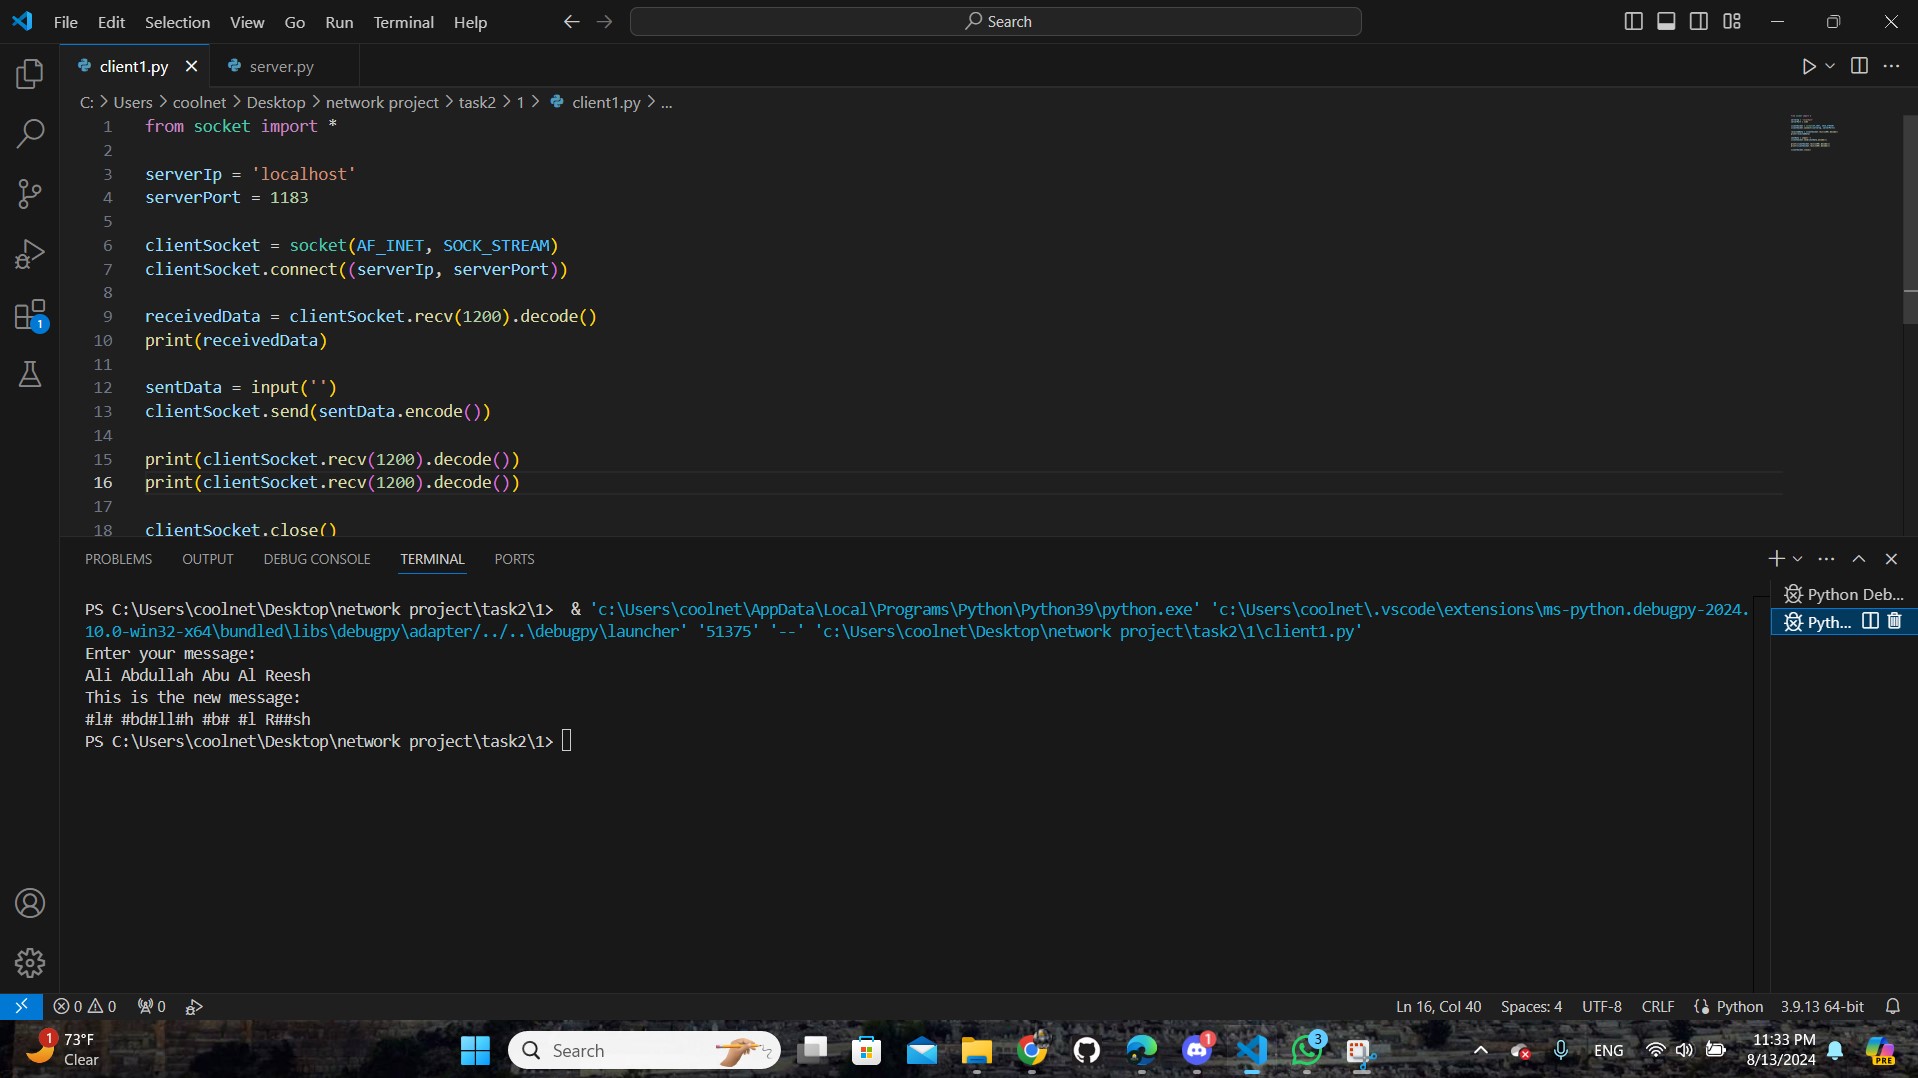 File Edit Selection View Go Run Terminal Help
Search
client1.py server.py
C: > Users > coolnet > Desktop > network project > task2 > 1 > client1.py > ...
1 from socket import *
2
3 serverIp = 'localhost'
4 serverPort = 1183
5
6 clientSocket = socket(AF_INET, SOCK_STREAM)
7 clientSocket.connect((serverIp, serverPort))
8
9 receivedData = clientSocket.recv(1200).decode()
10 print(receivedData)
11
12 sentData = input('')
13 clientSocket.send(sentData.encode())
14
15 print(clientSocket.recv(1200).decode())
16 print(clientSocket.recv(1200).decode())
17
18 clientSocket.close()
1
PROBLEMS OUTPUT DEBUG CONSOLE TERMINAL PORTS
PS C:\Users\coolnet\Desktop\network project\task2\1>  & 'c:\Users\coolnet\AppData\Local\Programs\Python\Python39\python.exe' 'c:\Users\coolnet\.vscode\extensions\ms-python.debugpy-2024.
10.0-win32-x64\bundled\libs\debugpy\adapter/../..\debugpy\launcher' '51375' '--' 'c:\Users\coolnet\Desktop\network project\task2\1\client1.py'
Enter your message:
Ali Abdullah Abu Al Reesh
This is the new message:
#l# #bd#ll#h #b# #l R##sh
PS C:\Users\coolnet\Desktop\network project\task2\1>
Python Deb...
Pyth...
0 0 0
Ln 16, Col 40 Spaces: 4 UTF-8 CRLF Python 3.9.13 64-bit
1 73°F
Clear
Search
1
3
ENG
11:33 PM
8/13/2024
PRE